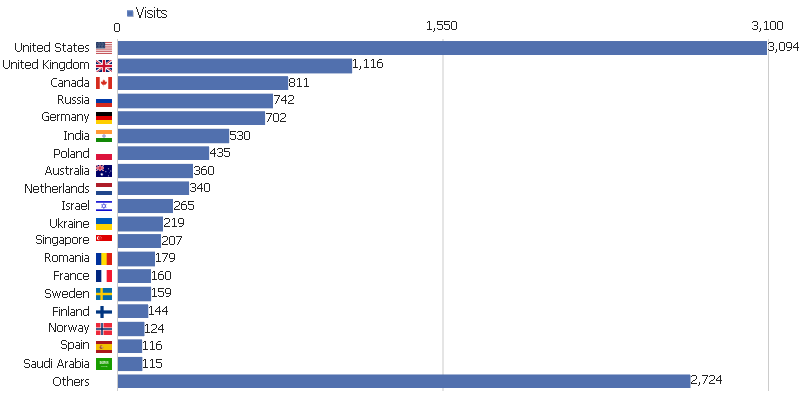 Visits
0 1,550 3,100
United States 3,094
United Kingdom 1,116
Canada 811
Russia 742
Germany 702
India 530
Poland 435
Australia 360
Netherlands 340
Israel 265
Ukraine 219
Singapore 207
Romania 179
France 160
Sweden 159
Finland 144
Norway 124
Spain 116
Saudi Arabia 115
Others 2,724